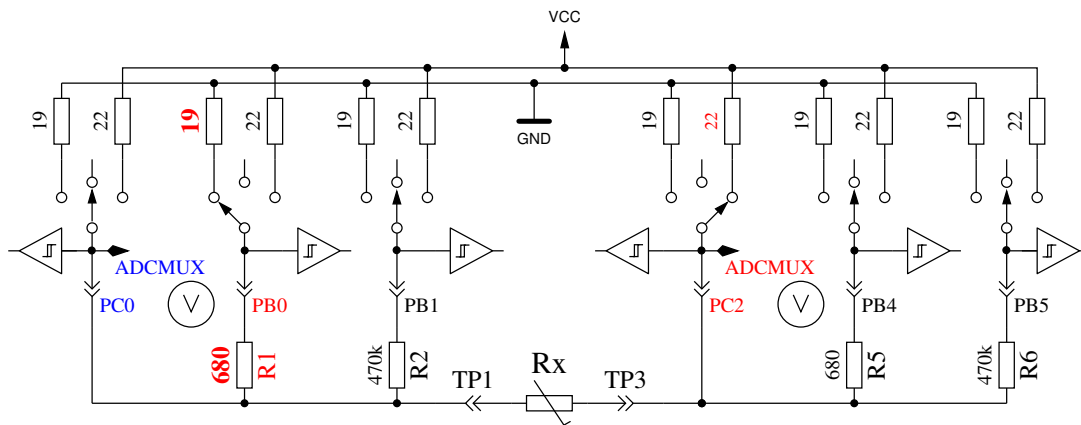 VCC
GND
19
22
19
22
19
22
19
22
19
22
19
22
ADCMUX
ADCMUX
PC0
PB0
PB1
PC2
PB4
PB5
V
V
680
R1
470k
R2
680
R5
470k
R6
TP1
Rx
TP3